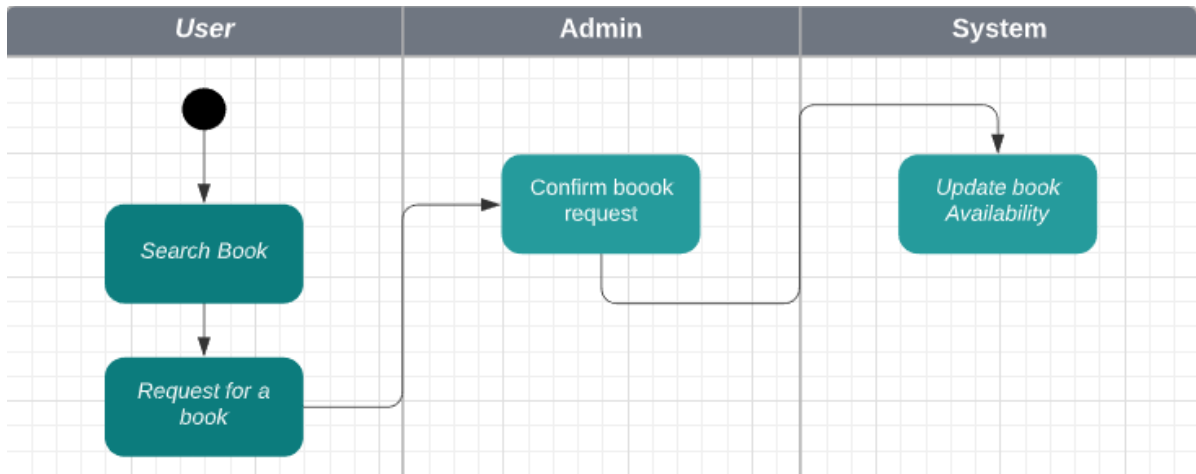 User
Admin
System
Search Book
Request for a
book
Confirm boook
request
Update book
Availability